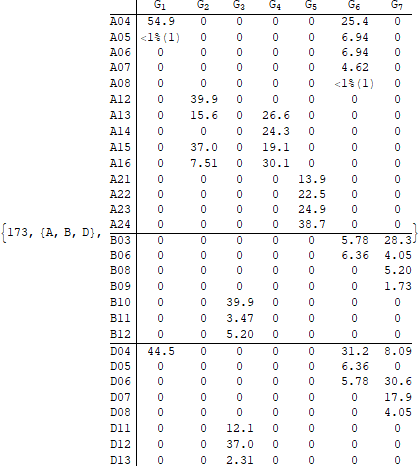 G1 G2 G3 G4 G5 G6 G7
A04 54.9 0 0 0 0 25.4 0
A05 <1%(1) 0 0 0 0 6.94 0
A06 0 0 0 0 0 6.94 0
A07 0 0 0 0 0 4.62 0
A08 0 0 0 0 0 <1%(1) 0
A12 0 39.9 0 0 0 0 0
A13 0 15.6 0 26.6 0 0 0
A14 0 0 0 24.3 0 0 0
A15 0 37.0 0 19.1 0 0 0
A16 0 7.51 0 30.1 0 0 0
A21 0 0 0 0 13.9 0 0
A22 0 0 0 0 22.5 0 0
A23 0 0 0 0 24.9 0 0
A24 0 0 0 0 38.7 0 0
{173, {A, B, D}, B03 0 0 0 0 0 5.78 28.3}
B06 0 0 0 0 0 6.36 4.05
B08 0 0 0 0 0 0 5.20
B09 0 0 0 0 0 0 1.73
B10 0 0 39.9 0 0 0 0
B11 0 0 3.47 0 0 0 0
B12 0 0 5.20 0 0 0 0
D04 44.5 0 0 0 0 31.2 8.09
D05 0 0 0 0 0 6.36 0
D06 0 0 0 0 0 5.78 30.6
D07 0 0 0 0 0 0 17.9
D08 0 0 0 0 0 0 4.05
D11 0 0 12.1 0 0 0 0
D12 0 0 37.0 0 0 0 0
D13 0 0 2.31 0 0 0 0